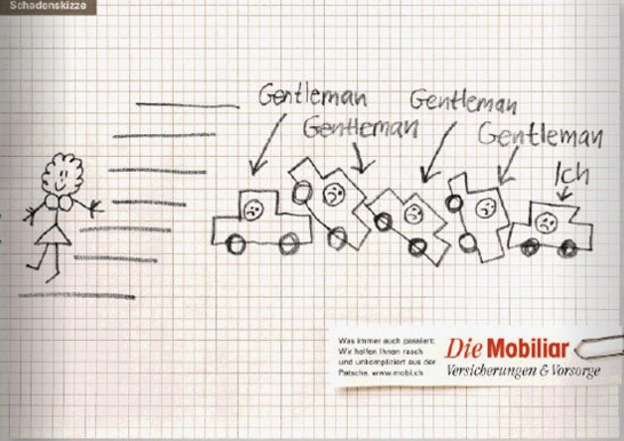 Schadenskizze
Gentleman
Gentleman
Gentleman
Gentleman
Ich
Was immer auch passiert:
Wir helfen Ihnen rasch
und unkompliziert aus der
Patsche. www.mobi.ch
Die Mobiliar
Versicherungen & Vorsorge